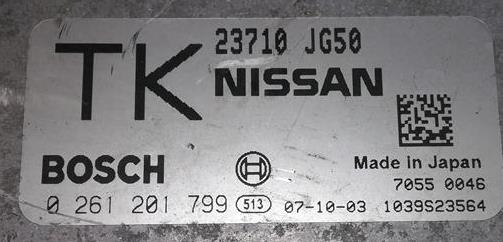 TK 23710 JG50
NISSAN
BOSCH
Made in Japan
7055 0046
0 261 201 799 513 07-10-03 1039S23564